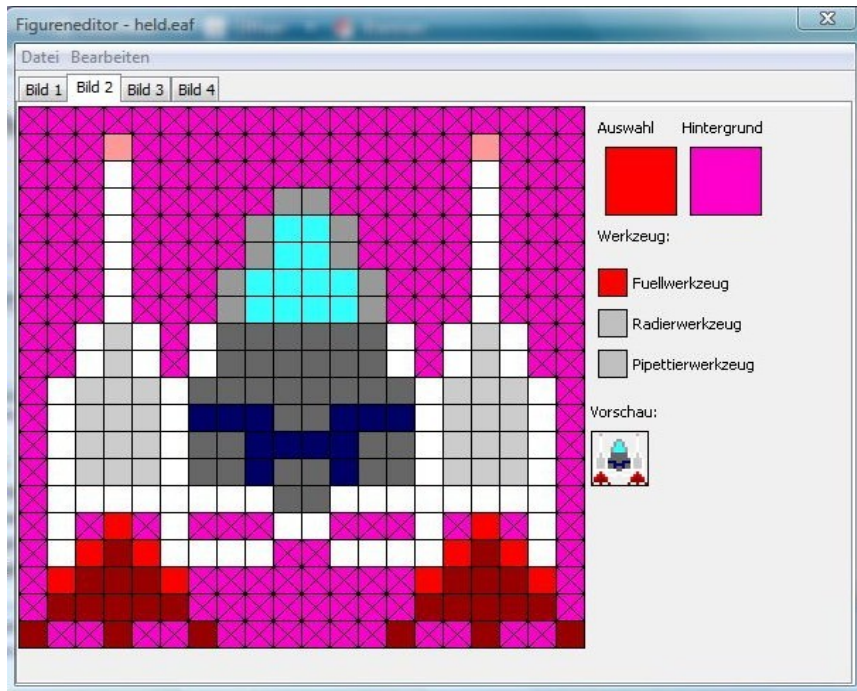 Figureneditor - held.eaf
Datei Bearbeiten
Bild 1 Bild 2 Bild 3 Bild 4
Auswahl Hintergrund
Werkzeug:
Fuellwerkzeug
Radierwerkzeug
Pipettierwerkzeug
Vorschau: